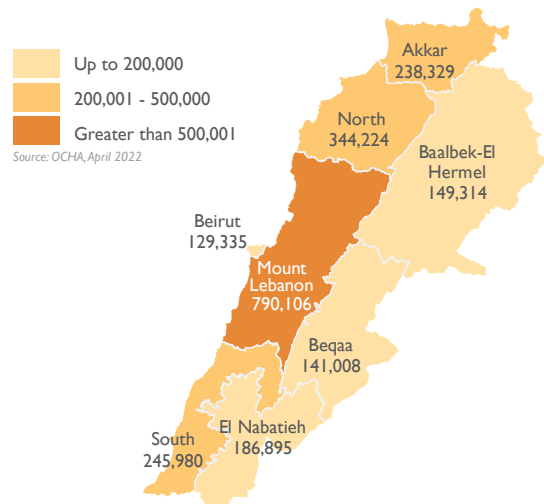 Up to 200,000
200,001 - 500,000
Greater than 500,001
Source: OCHA, April 2022
Akkar
238,329
North
344,224
Baalbek-El
Hermel
149,314
Beirut
129,335
Mount
Lebanon
790,106
Beqaa
141,008
El Nabatieh
186,895
South
245,980